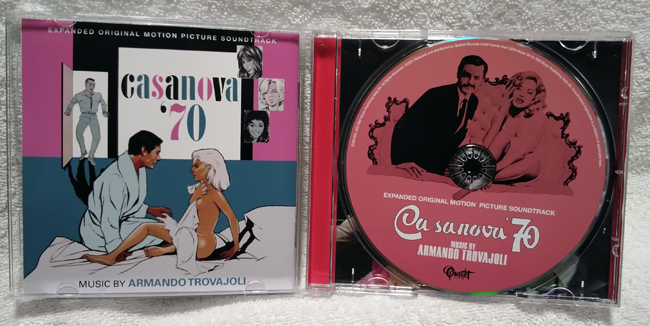 EXPANDED ORIGINAL MOTION PICTURE SOUNDTRACK
casanova
'70
MUSIC BY ARMANDO TROVAJOLI
EXPANDED ORIGINAL MOTION PICTURE SOUNDTRACK
Casanova '70
MUSIC BY
ARMANDO TROVAJOLI
Quartet